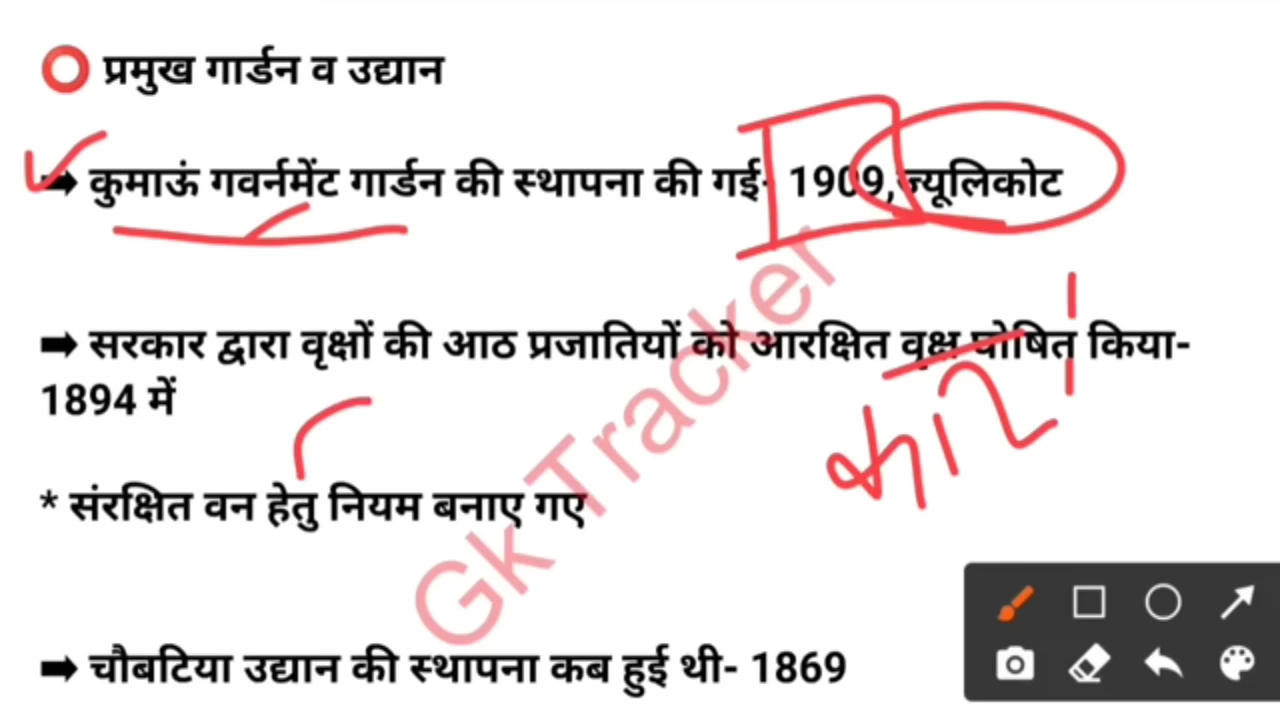 प्रमुख गार्डन व उद्यान
➡ कुमाऊं गवर्नमेंट गार्डन की स्थापना की गई- 1909,ज्यूलिकोट
➡ सरकार द्वारा वृक्षों की आठ प्रजातियों को आरक्षित वृक्ष घोषित किया-
1894 में
* संरक्षित वन हेतु नियम बनाए गए
➡ चौबटिया उद्यान की स्थापना कब हुई थी- 1869
Gk Tracker